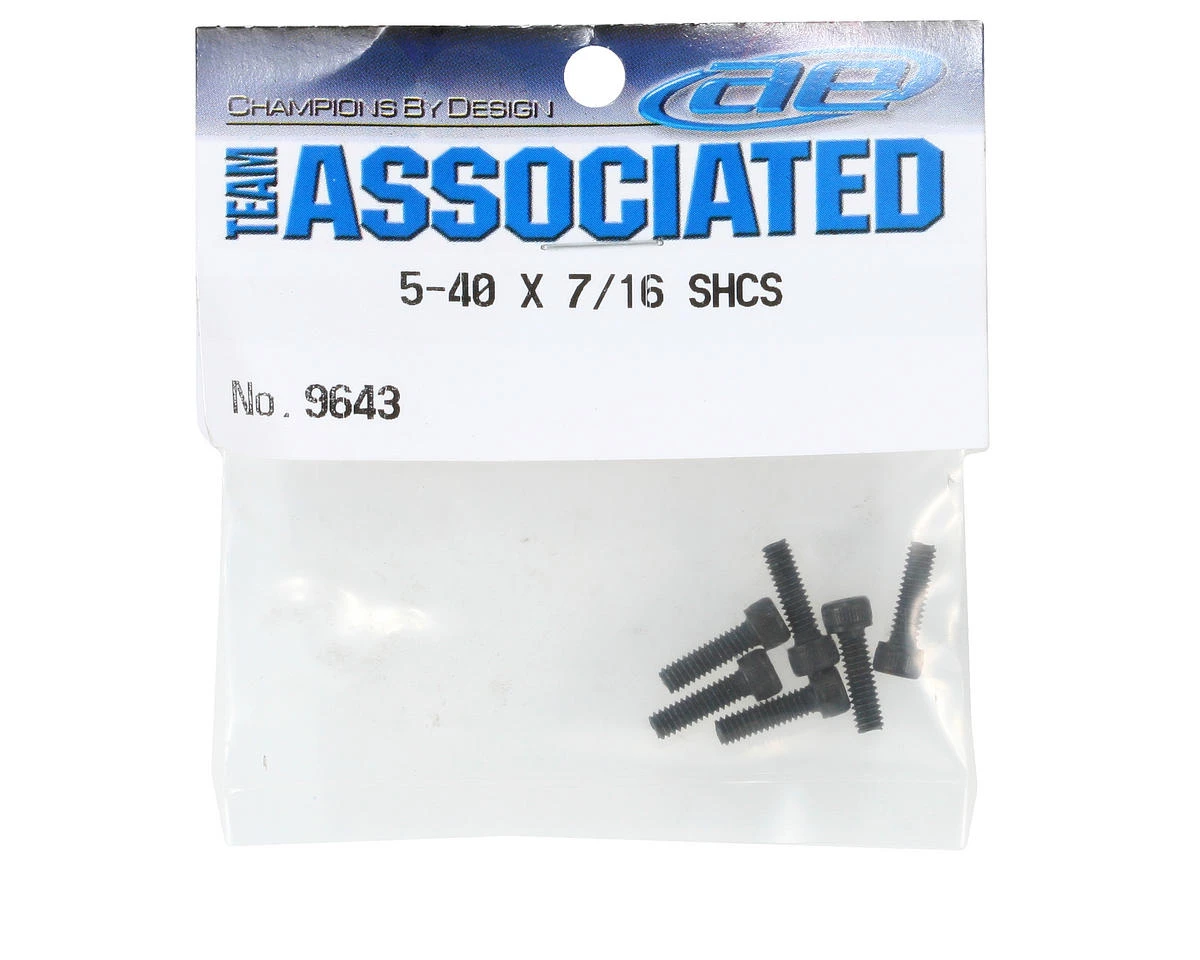 CHAMPIONS BY DESIGN
ae
TEAM ASSOCIATED
5-40 X 7/16 SHCS
No. 9643